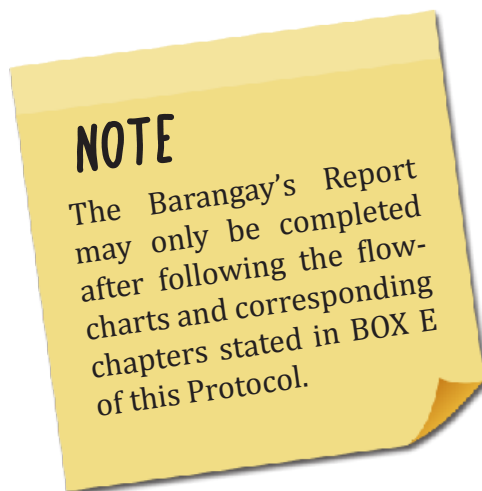 NOTE
The Barangay’s Report
may only be completed
after following the flow-
charts and corresponding
chapters stated in BOX E
of this Protocol.